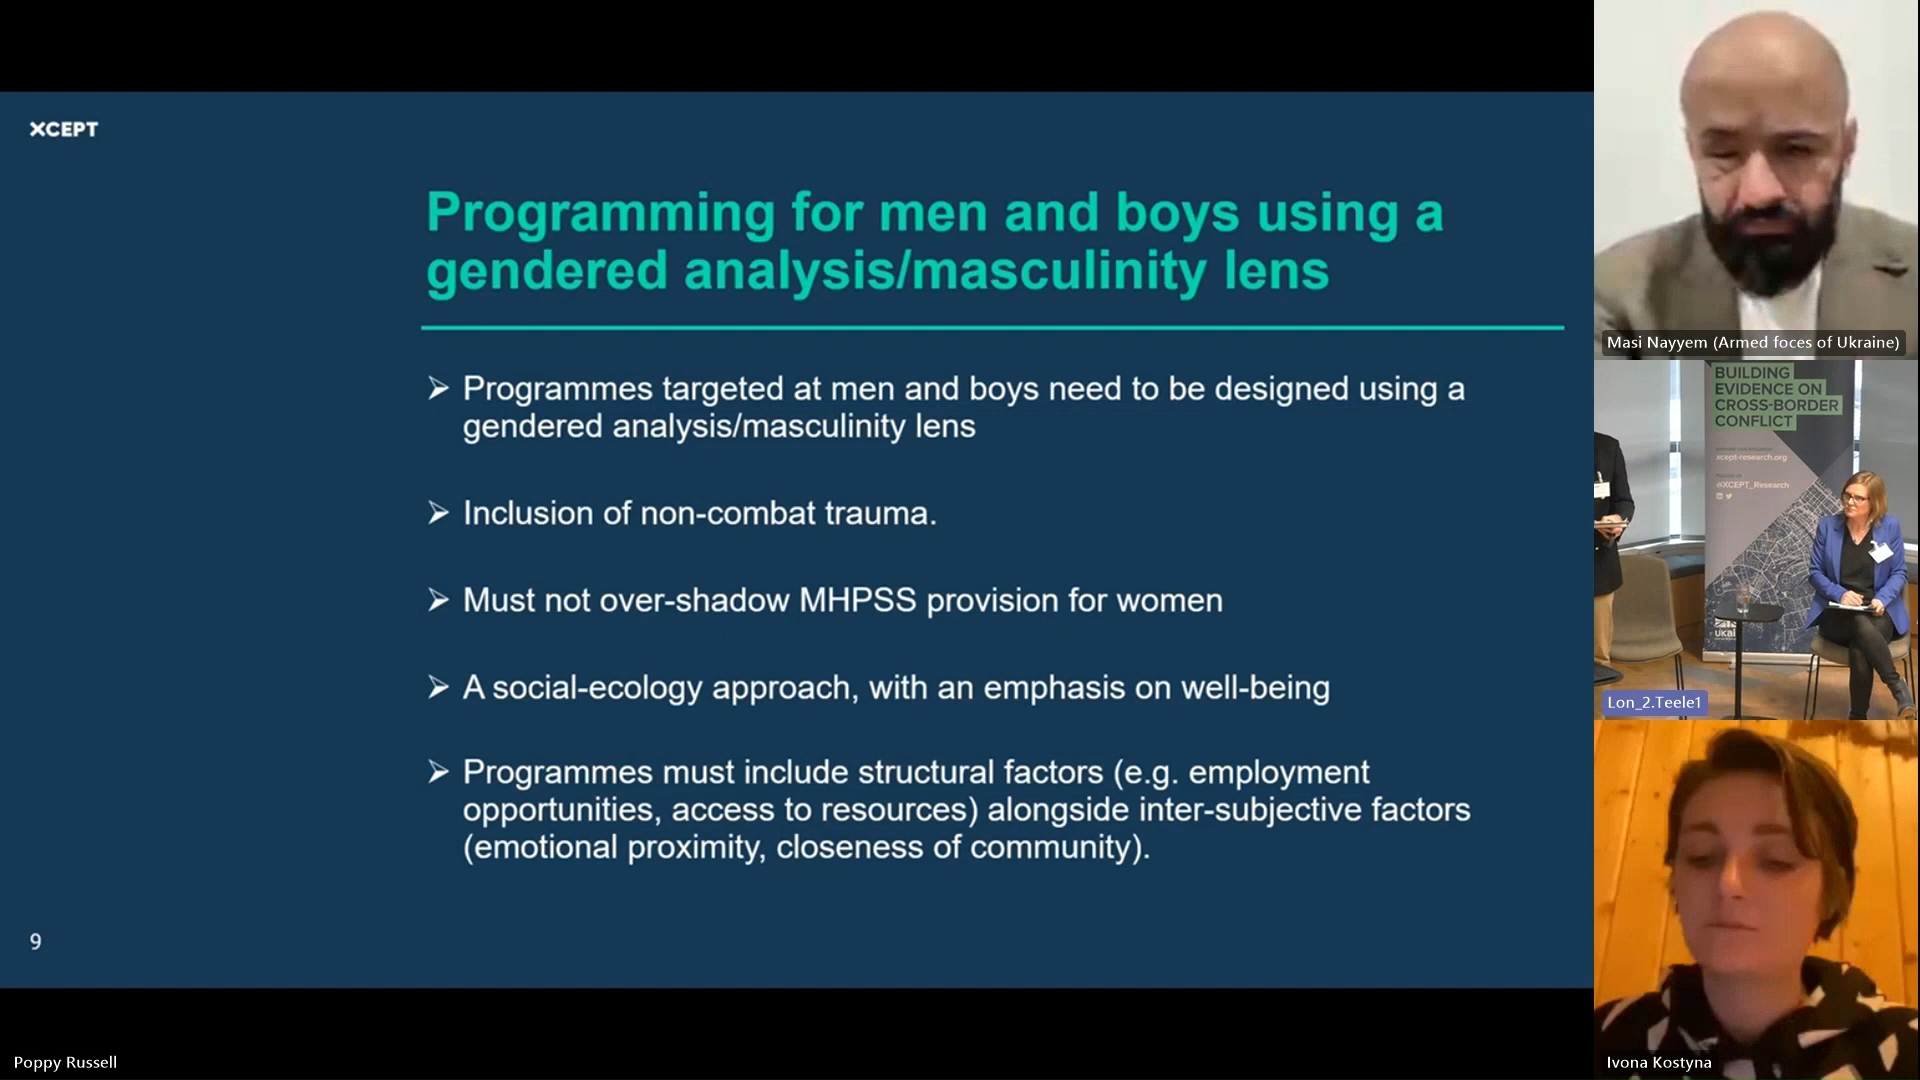 XCEPT
Programming for men and boys using a
gendered analysis/masculinity lens
➢ Programmes targeted at men and boys need to be designed using a
gendered analysis/masculinity lens
➢ Inclusion of non-combat trauma.
➢ Must not over-shadow MHPSS provision for women
➢ A social-ecology approach, with an emphasis on well-being
➢ Programmes must include structural factors (e.g. employment
opportunities, access to resources) alongside inter-subjective factors
(emotional proximity, closeness of community).
9
Poppy Russell
Masi Nayyem (Armed foces of Ukraine)
BUILDING
EVIDENCE ON
CROSS-BORDER
CONFLICT
xcept-research.org
@XCEPT_Research
Lon_2.Teele1
Ivona Kostyna